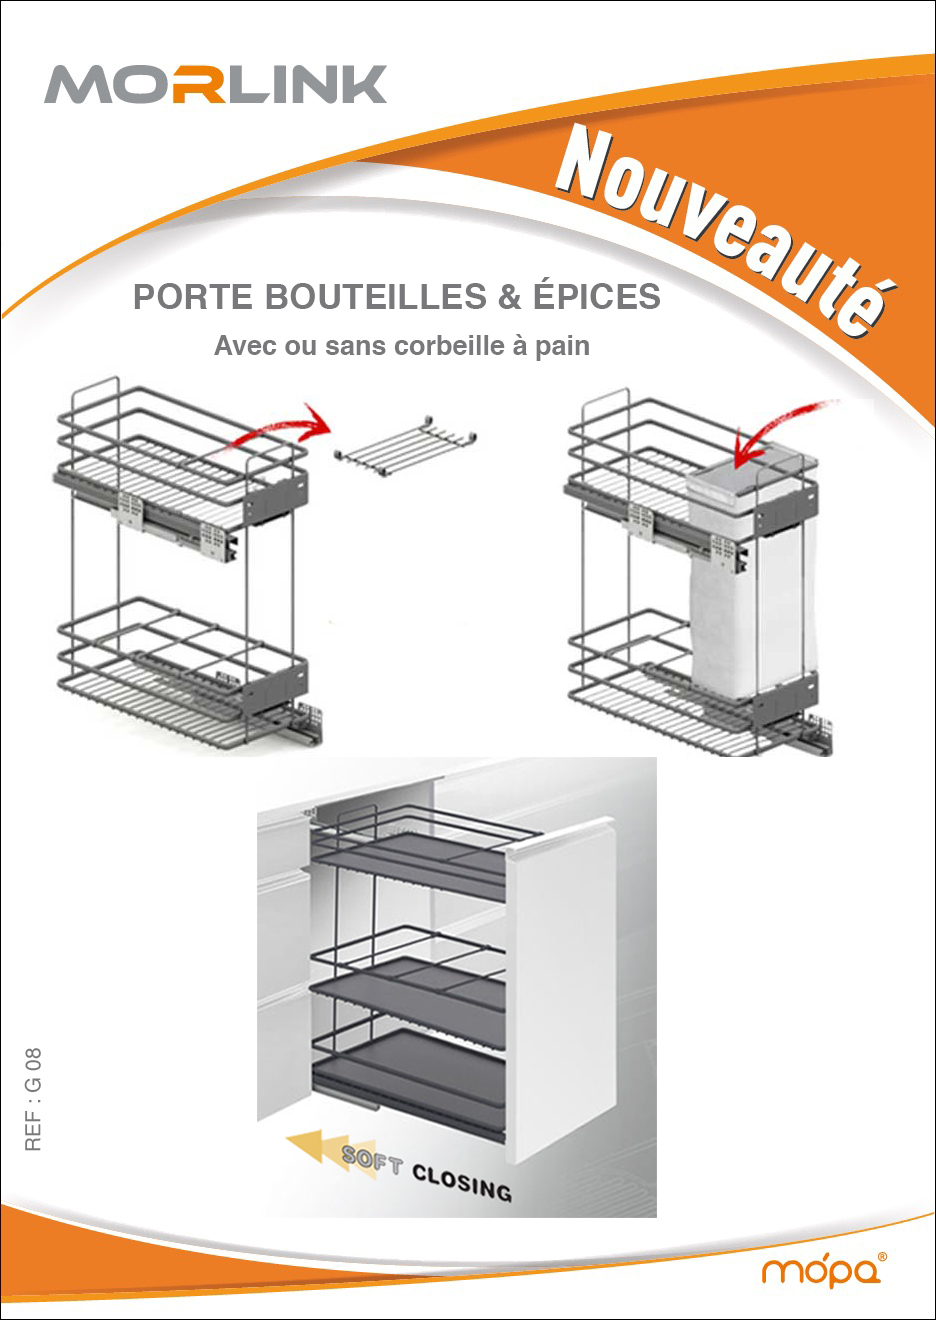 MORLINK
Nouveauté
PORTE BOUTEILLES & ÉPICES
Avec ou sans corbeille à pain
REF : G 08
SOFT CLOSING
mópa®